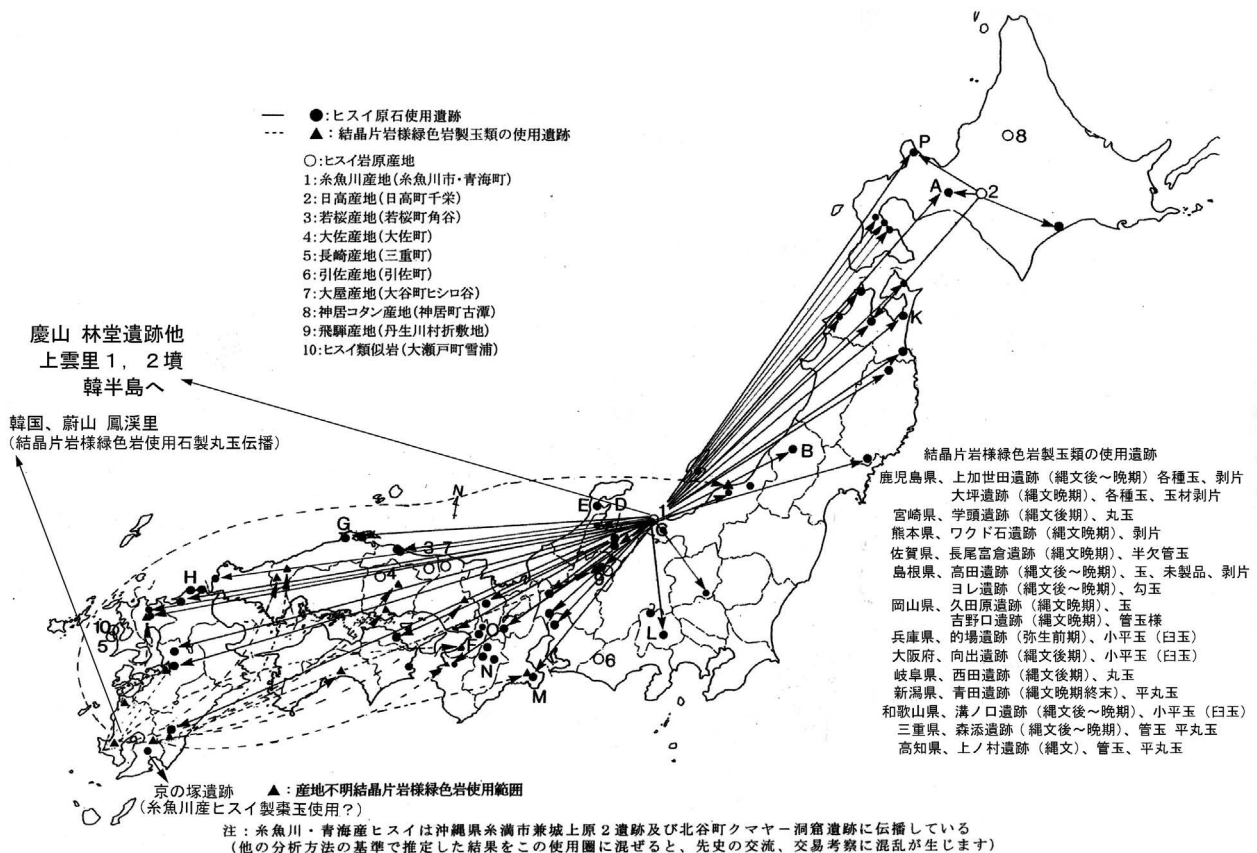 ― ●:ヒスイ原石使用遺跡
--- ▲:結晶片岩様緑色岩製玉類の使用遺跡
○:ヒスイ岩原産地
1:糸魚川産地(糸魚川市・青海町)
2:日高産地(日高町千栄)
3:若桜産地(若桜町角谷)
4:大佐産地(大佐町)
5:長崎産地(三重町)
6:引佐産地(引佐町)
7:大屋産地(大谷町ヒシロ谷)
8:神居コタン産地(神居町古潭)
9:飛騨産地(丹生川村折敷地)
10:ヒスイ類似岩(大瀬戸町雪浦)
慶山 林堂遺跡他
上雲里1,2墳
韓半島へ
韓国、蔚山 鳳渓里
(結晶片岩様緑色岩使用石製丸玉伝播)
P
8
A
2
K
B
N
E
D
1
C
G
3
7
4
H
9
10
5
L
O
6
N
M
結晶片岩様緑色岩製玉類の使用遺跡
鹿児島県、上加世田遺跡(縄文後~晩期)各種玉、剥片
大坪遺跡(縄文晩期)、各種玉、玉材剥片
宮崎県、学頭遺跡(縄文後期)、丸玉
熊本県、ワクド石遺跡(縄文晩期)、剥片
佐賀県、長尾富倉遺跡(縄文後期)、半欠管玉
島根県、高田遺跡(縄文後~晩期)、玉、未製品、剥片
ヨレ遺跡(縄文後~晩期)、勾玉
岡山県、久田原遺跡(縄文晩期)、玉
吉野口遺跡(縄文晩期)、管玉様
兵庫県、的場遺跡(弥生前期)、小平玉(臼玉)
大阪府、向出遺跡(縄文後期)、小平玉(臼玉)
岐阜県、西田遺跡(縄文後期)、丸玉
新潟県、青田遺跡(縄文晩期終末)、平丸玉
和歌山県、溝ノ口遺跡(縄文後~晩期)、小平玉(臼玉)
三重県、森添遺跡(縄文後~晩期)、管玉 平丸玉
高知県、上ノ村遺跡(縄文)、管玉、平丸玉
京の塚遺跡
(糸魚川産ヒスイ製棗玉使用?)
▲:産地不明結晶片岩様緑色岩使用範囲
注:糸魚川・青海産ヒスイは沖縄県糸満市兼城上原2遺跡及び北谷町クマヤー洞窟遺跡に伝播している
(他の分析方法の基準で推定した結果をこの使用圏に混ぜると、先史の交流、交易考察に混乱が生じます)